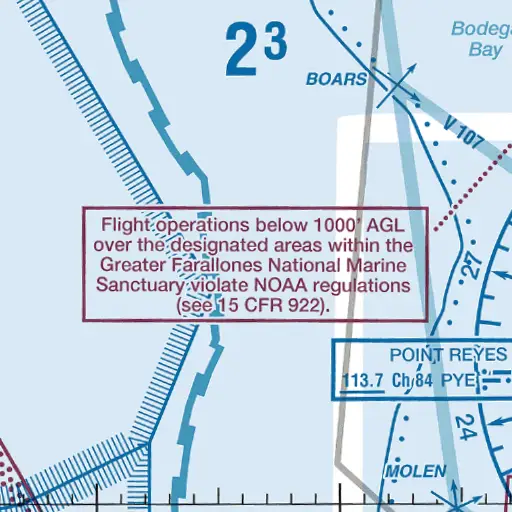 23
Bodega
Bay
BOARS
V 107
Flight operations below 1000' AGL
over the designated areas within the
Greater Farallones National Marine
Sanctuary violate NOAA regulations
(see 15 CFR 922).
27
POINT REYES
113.7 Ch 84 PYE
24
MOLEN